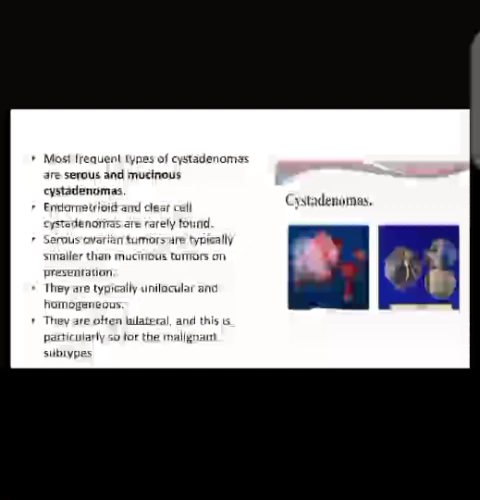 • Most frequent types of cystadenomas
are serous and mucinous
cystadenomas.
• Endometrioid and clear cell
cystadenomas are rarely found.
• Serous ovarian tumors are typically
smaller than mucinous tumors on
presentation.
• They are typically unilocular and
homogeneous.
• They are often bilateral, and this is
particularly so for the malignant
subtypes
Cystadenomas.